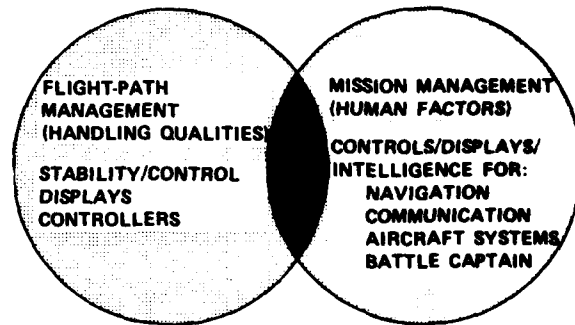 FLIGHT-PATH
MANAGEMENT
(HANDLING QUALITIES)
STABILITY/CONTROL
DISPLAYS
CONTROLLERS
MISSION MANAGEMENT
(HUMAN FACTORS)
CONTROLS/DISPLAYS/
INTELLIGENCE FOR:
NAVIGATION
COMMUNICATION
AIRCRAFT SYSTEMS
BATTLE CAPTAIN